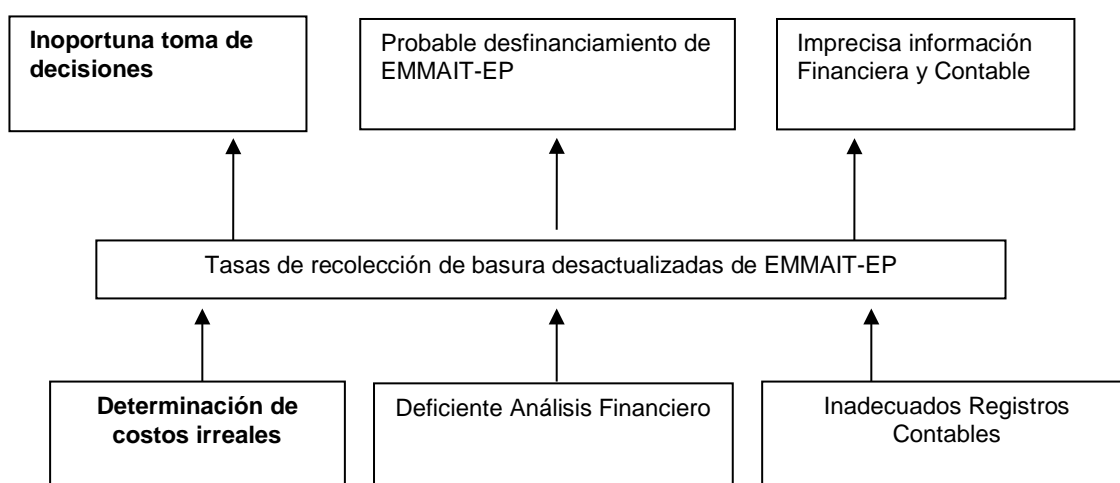 Inoportuna toma de
decisiones
Probable desfinanciamiento de
EMMAIT-EP
Imprecisa información
Financiera y Contable
Tasas de recolección de basura desactualizadas de EMMAIT-EP
Determinación de
costos irreales
Deficiente Análisis Financiero
Inadecuados Registros
Contables